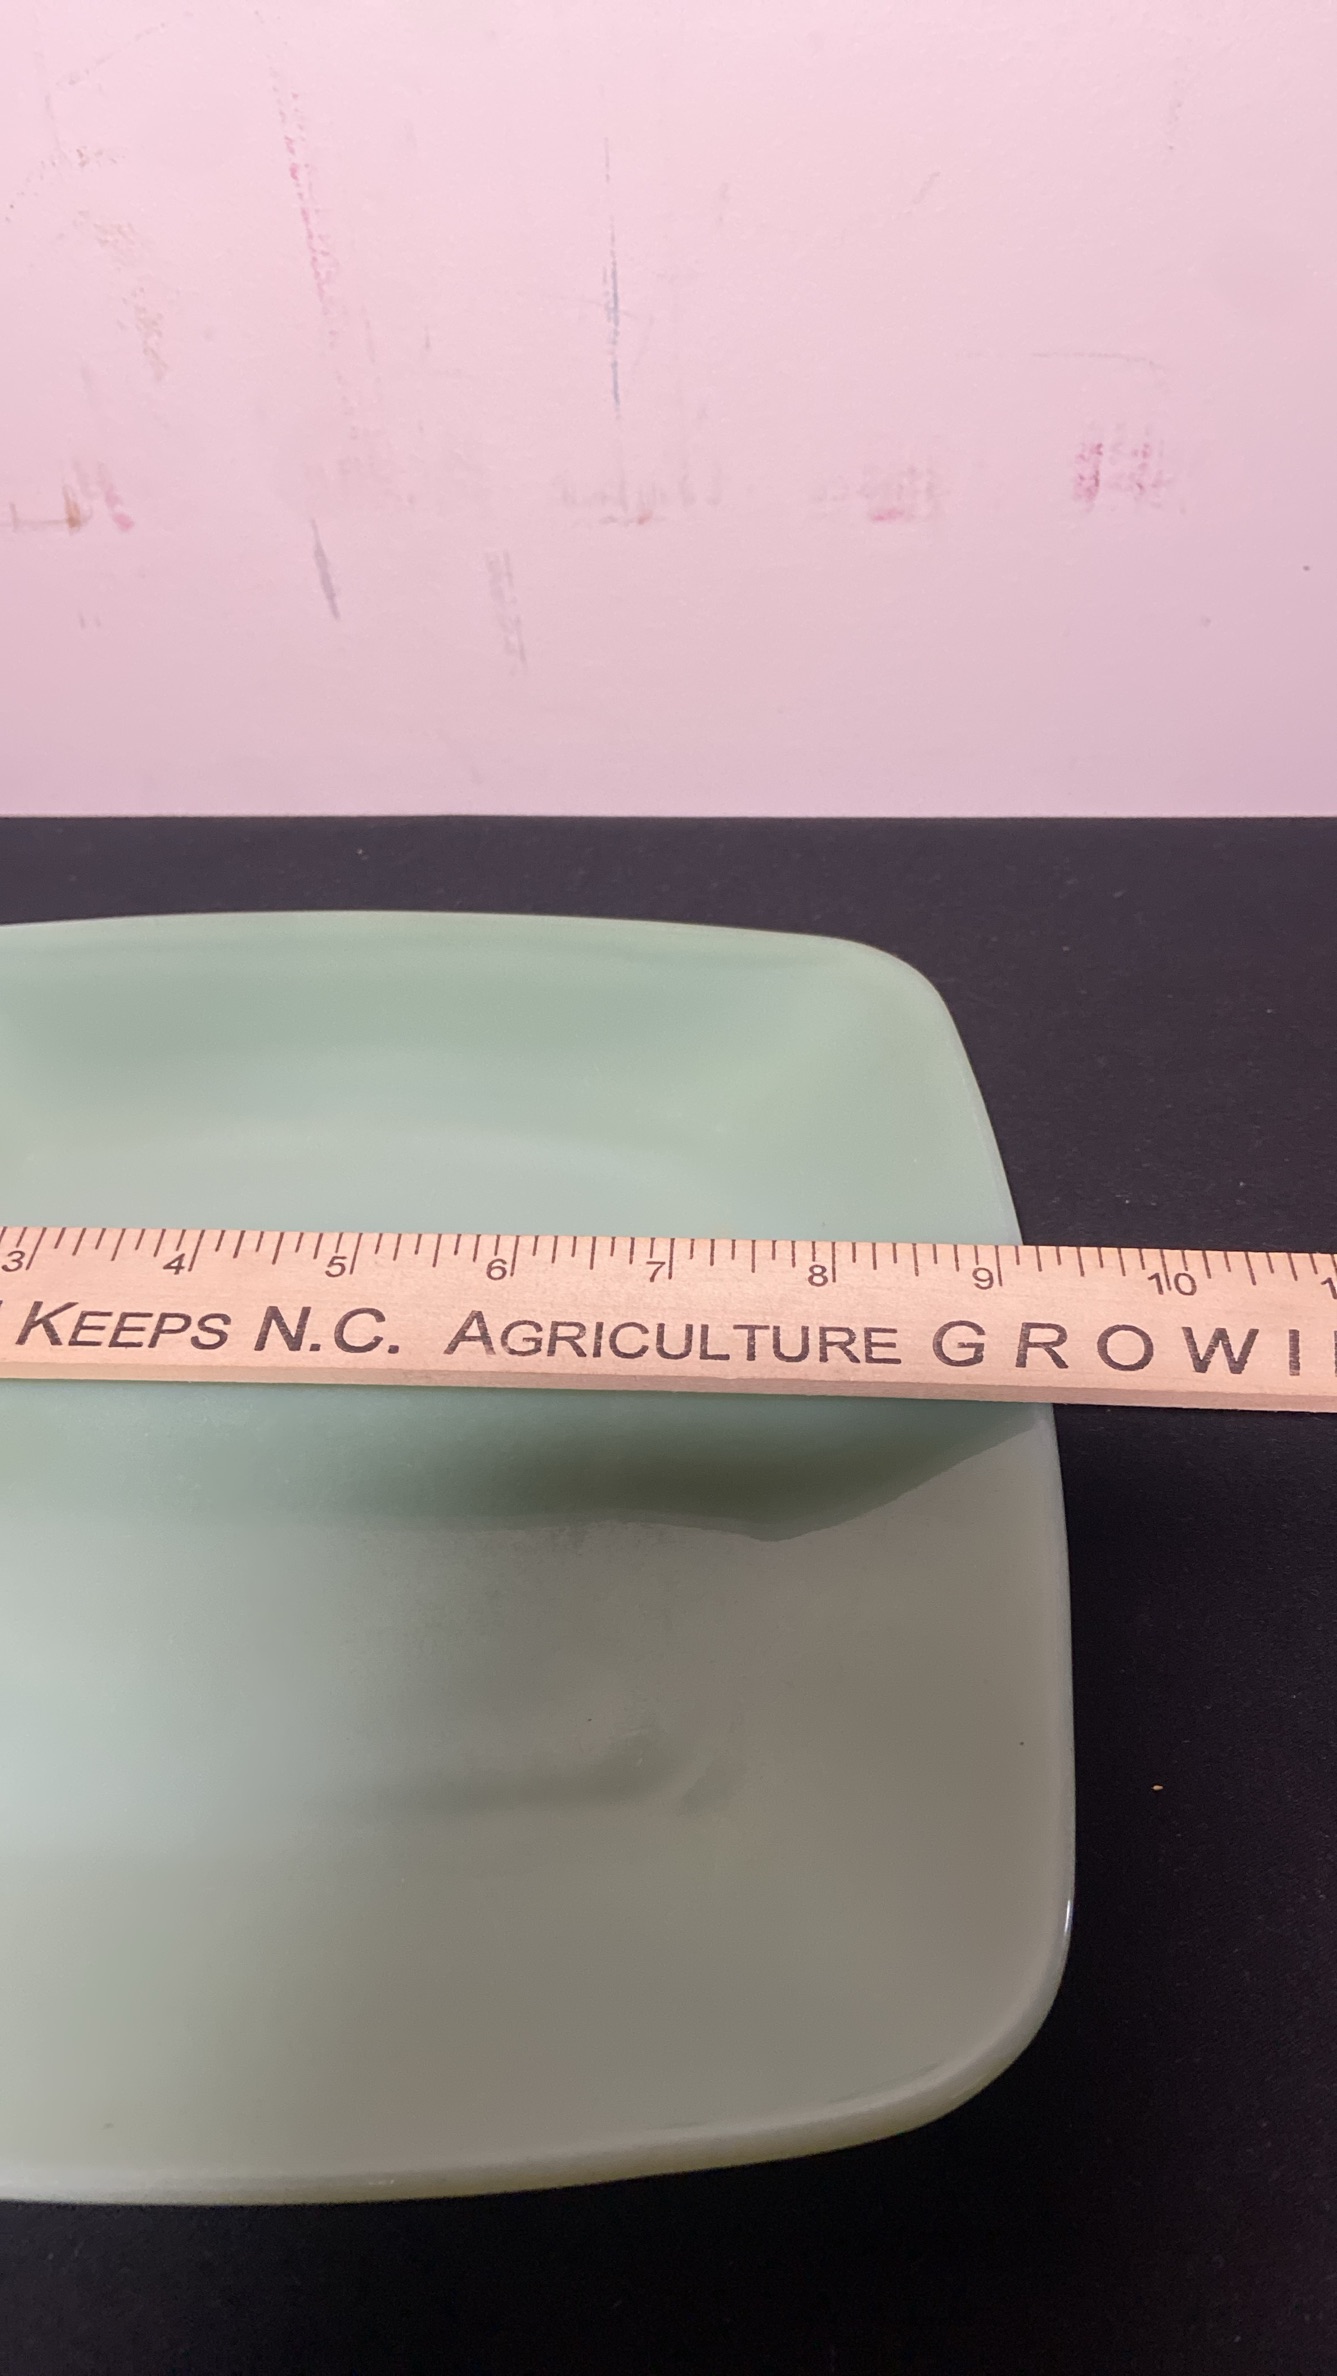 3 4 5 6 7 8 9 10
KEEPS N.C. AGRICULTURE GROWI